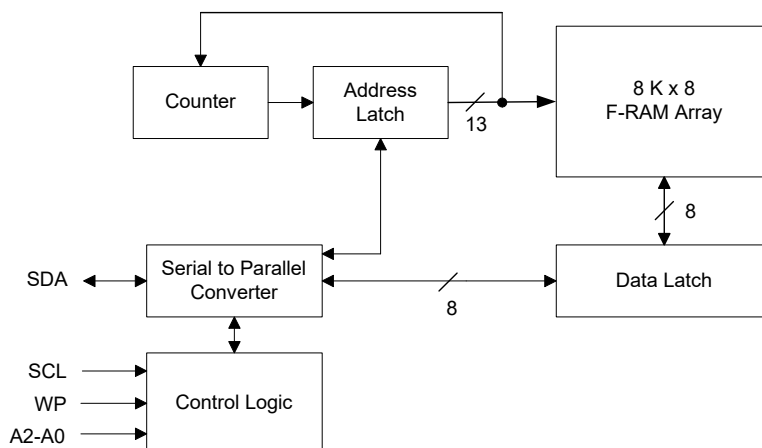 Counter
Address
Latch
13
8 K x 8
F-RAM Array
8
SDA
Serial to Parallel
Converter
8
Data Latch
SCL
WP
A2-A0
Control Logic